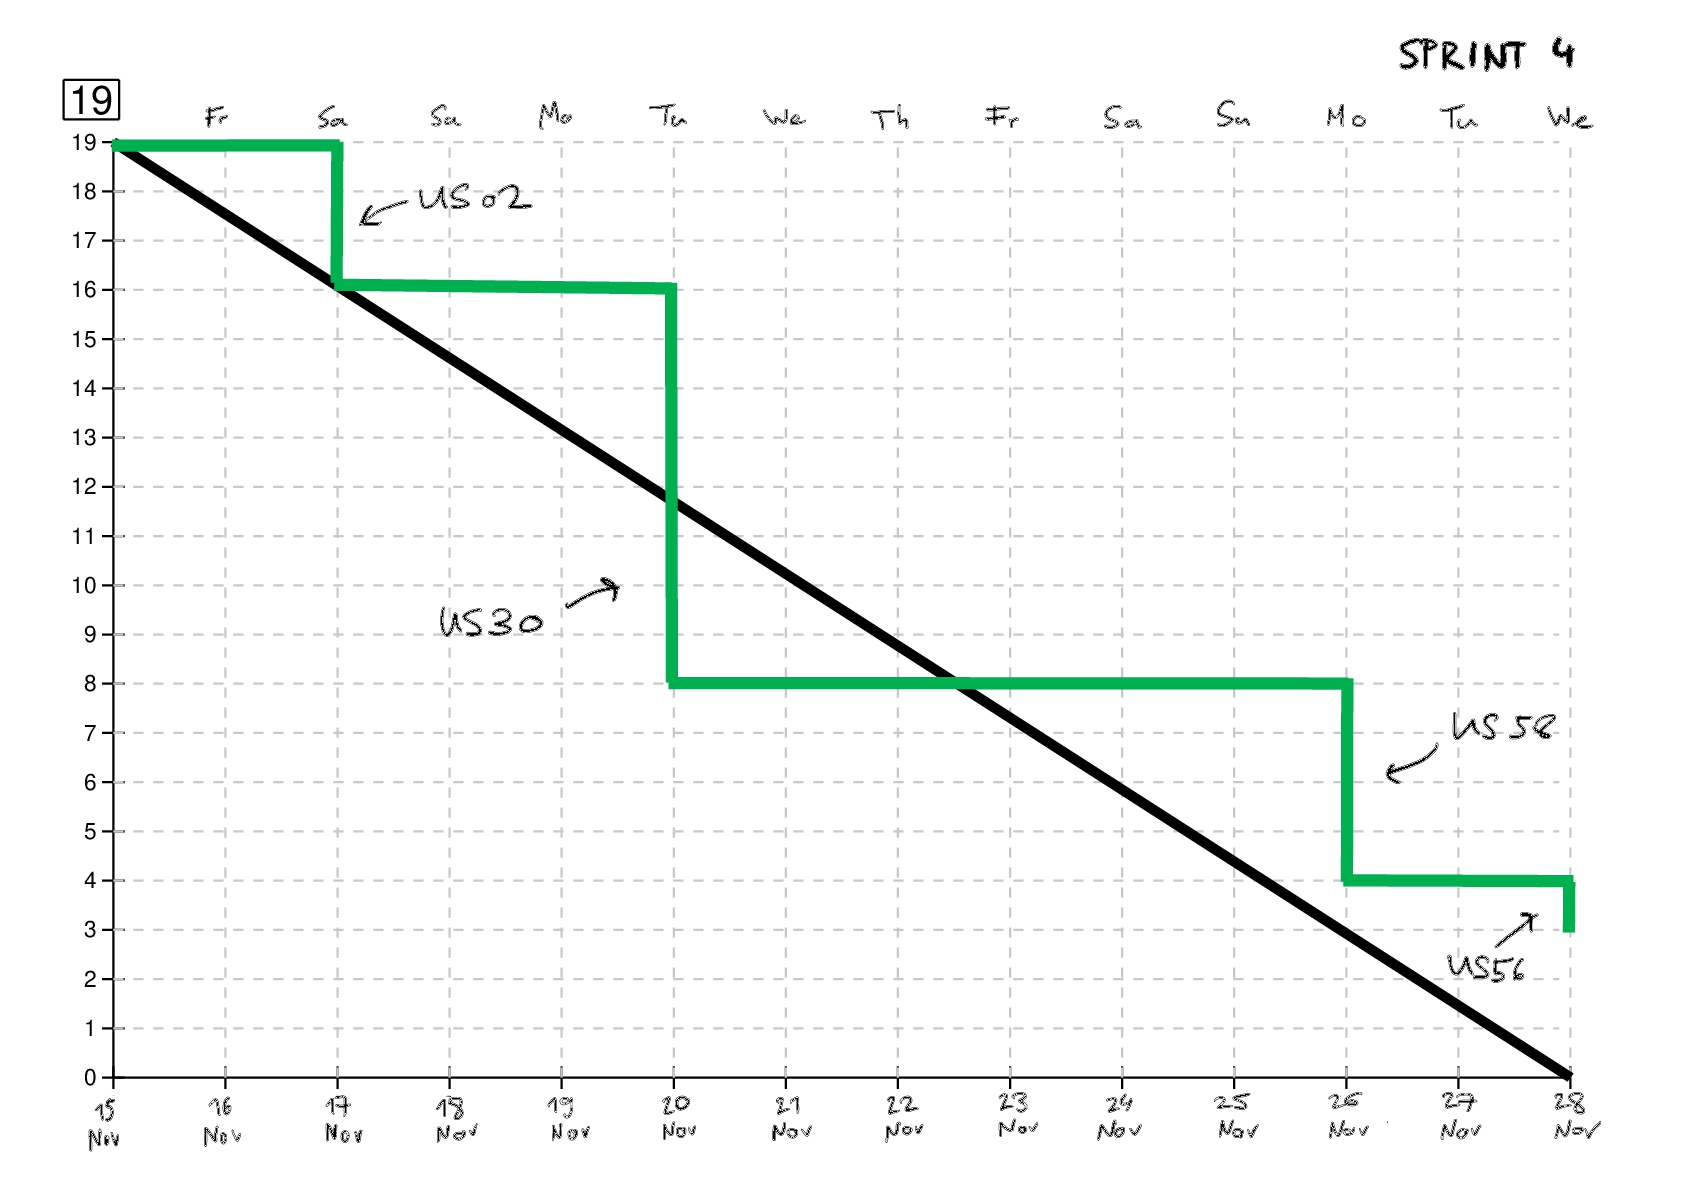 SPRINT 4
19
Fr Sa Su Mo Tu We Th Fr Sa Su Mo Tu We
19
18
US02
17
16
15
14
13
12
11
10
US30
9
8
US58
7
6
5
4
3
US56
2
1
0
15 16 17 18 19 20 21 22 23 24 25 26 27 28
Nov Nov Nov Nov Nov Nov Nov Nov Nov Nov Nov Nov Nov Nov